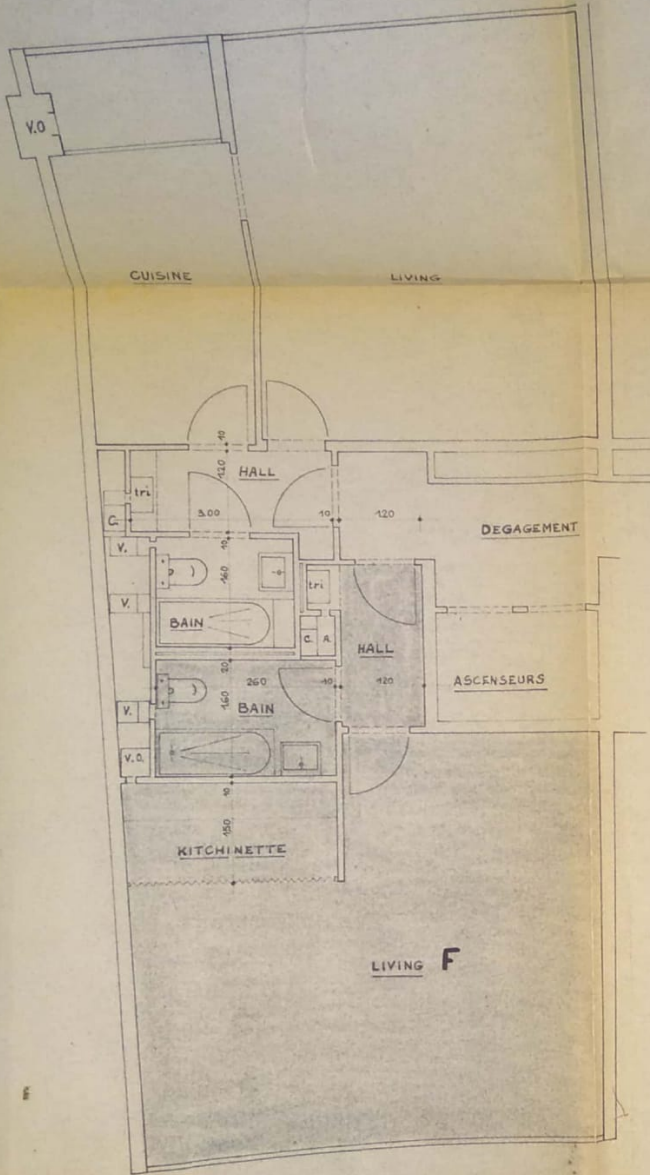 V.O
CUISINE
LIVING
10
120
HALL
tri
3.00
10
120
C.
DEGAGEMENT
V.
10
160
V.
BAIN
tri
C.
A.
HALL
20
260
10
120
ASCENSEURS
160
BAIN
V.
V.O.
10
150
KITCHINETTE
LIVING F